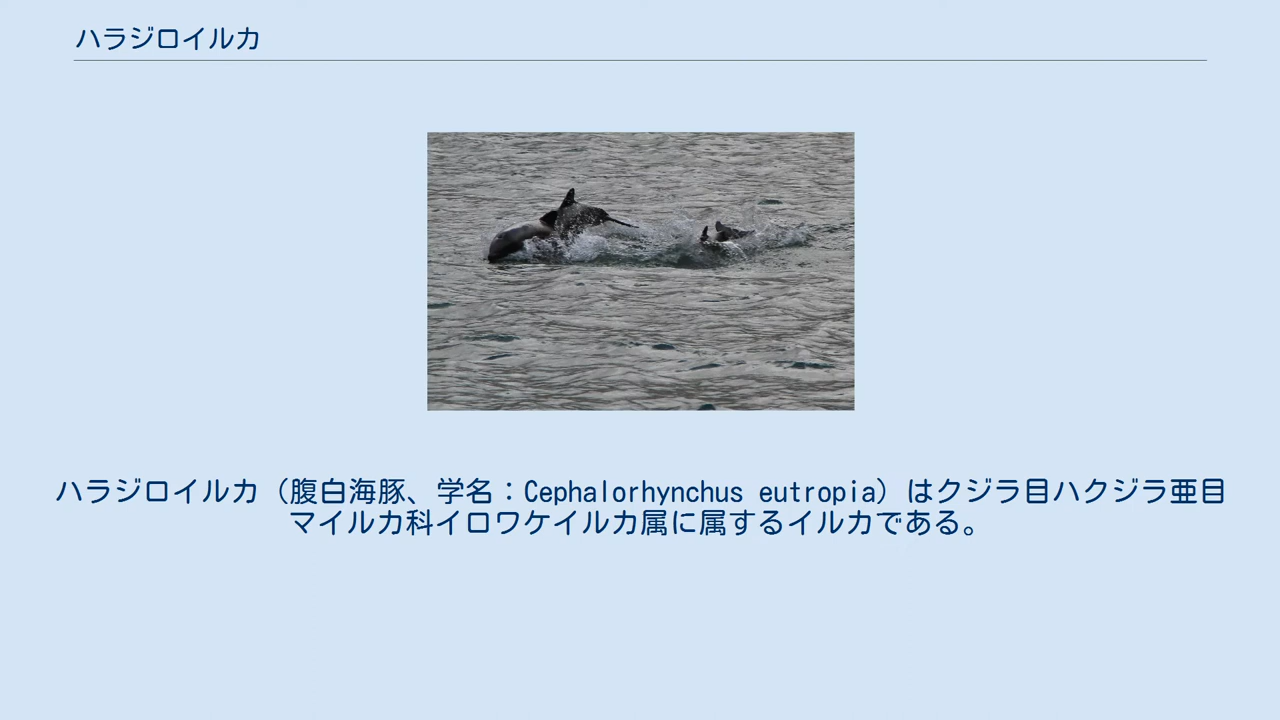 ハラジロイルカ
ハラジロイルカ（腹白海豚、学名：Cephalorhynchus eutropia）はクジラ目ハクジラ亜目
マイルカ科イロワケイルカ属に属するイルカである。